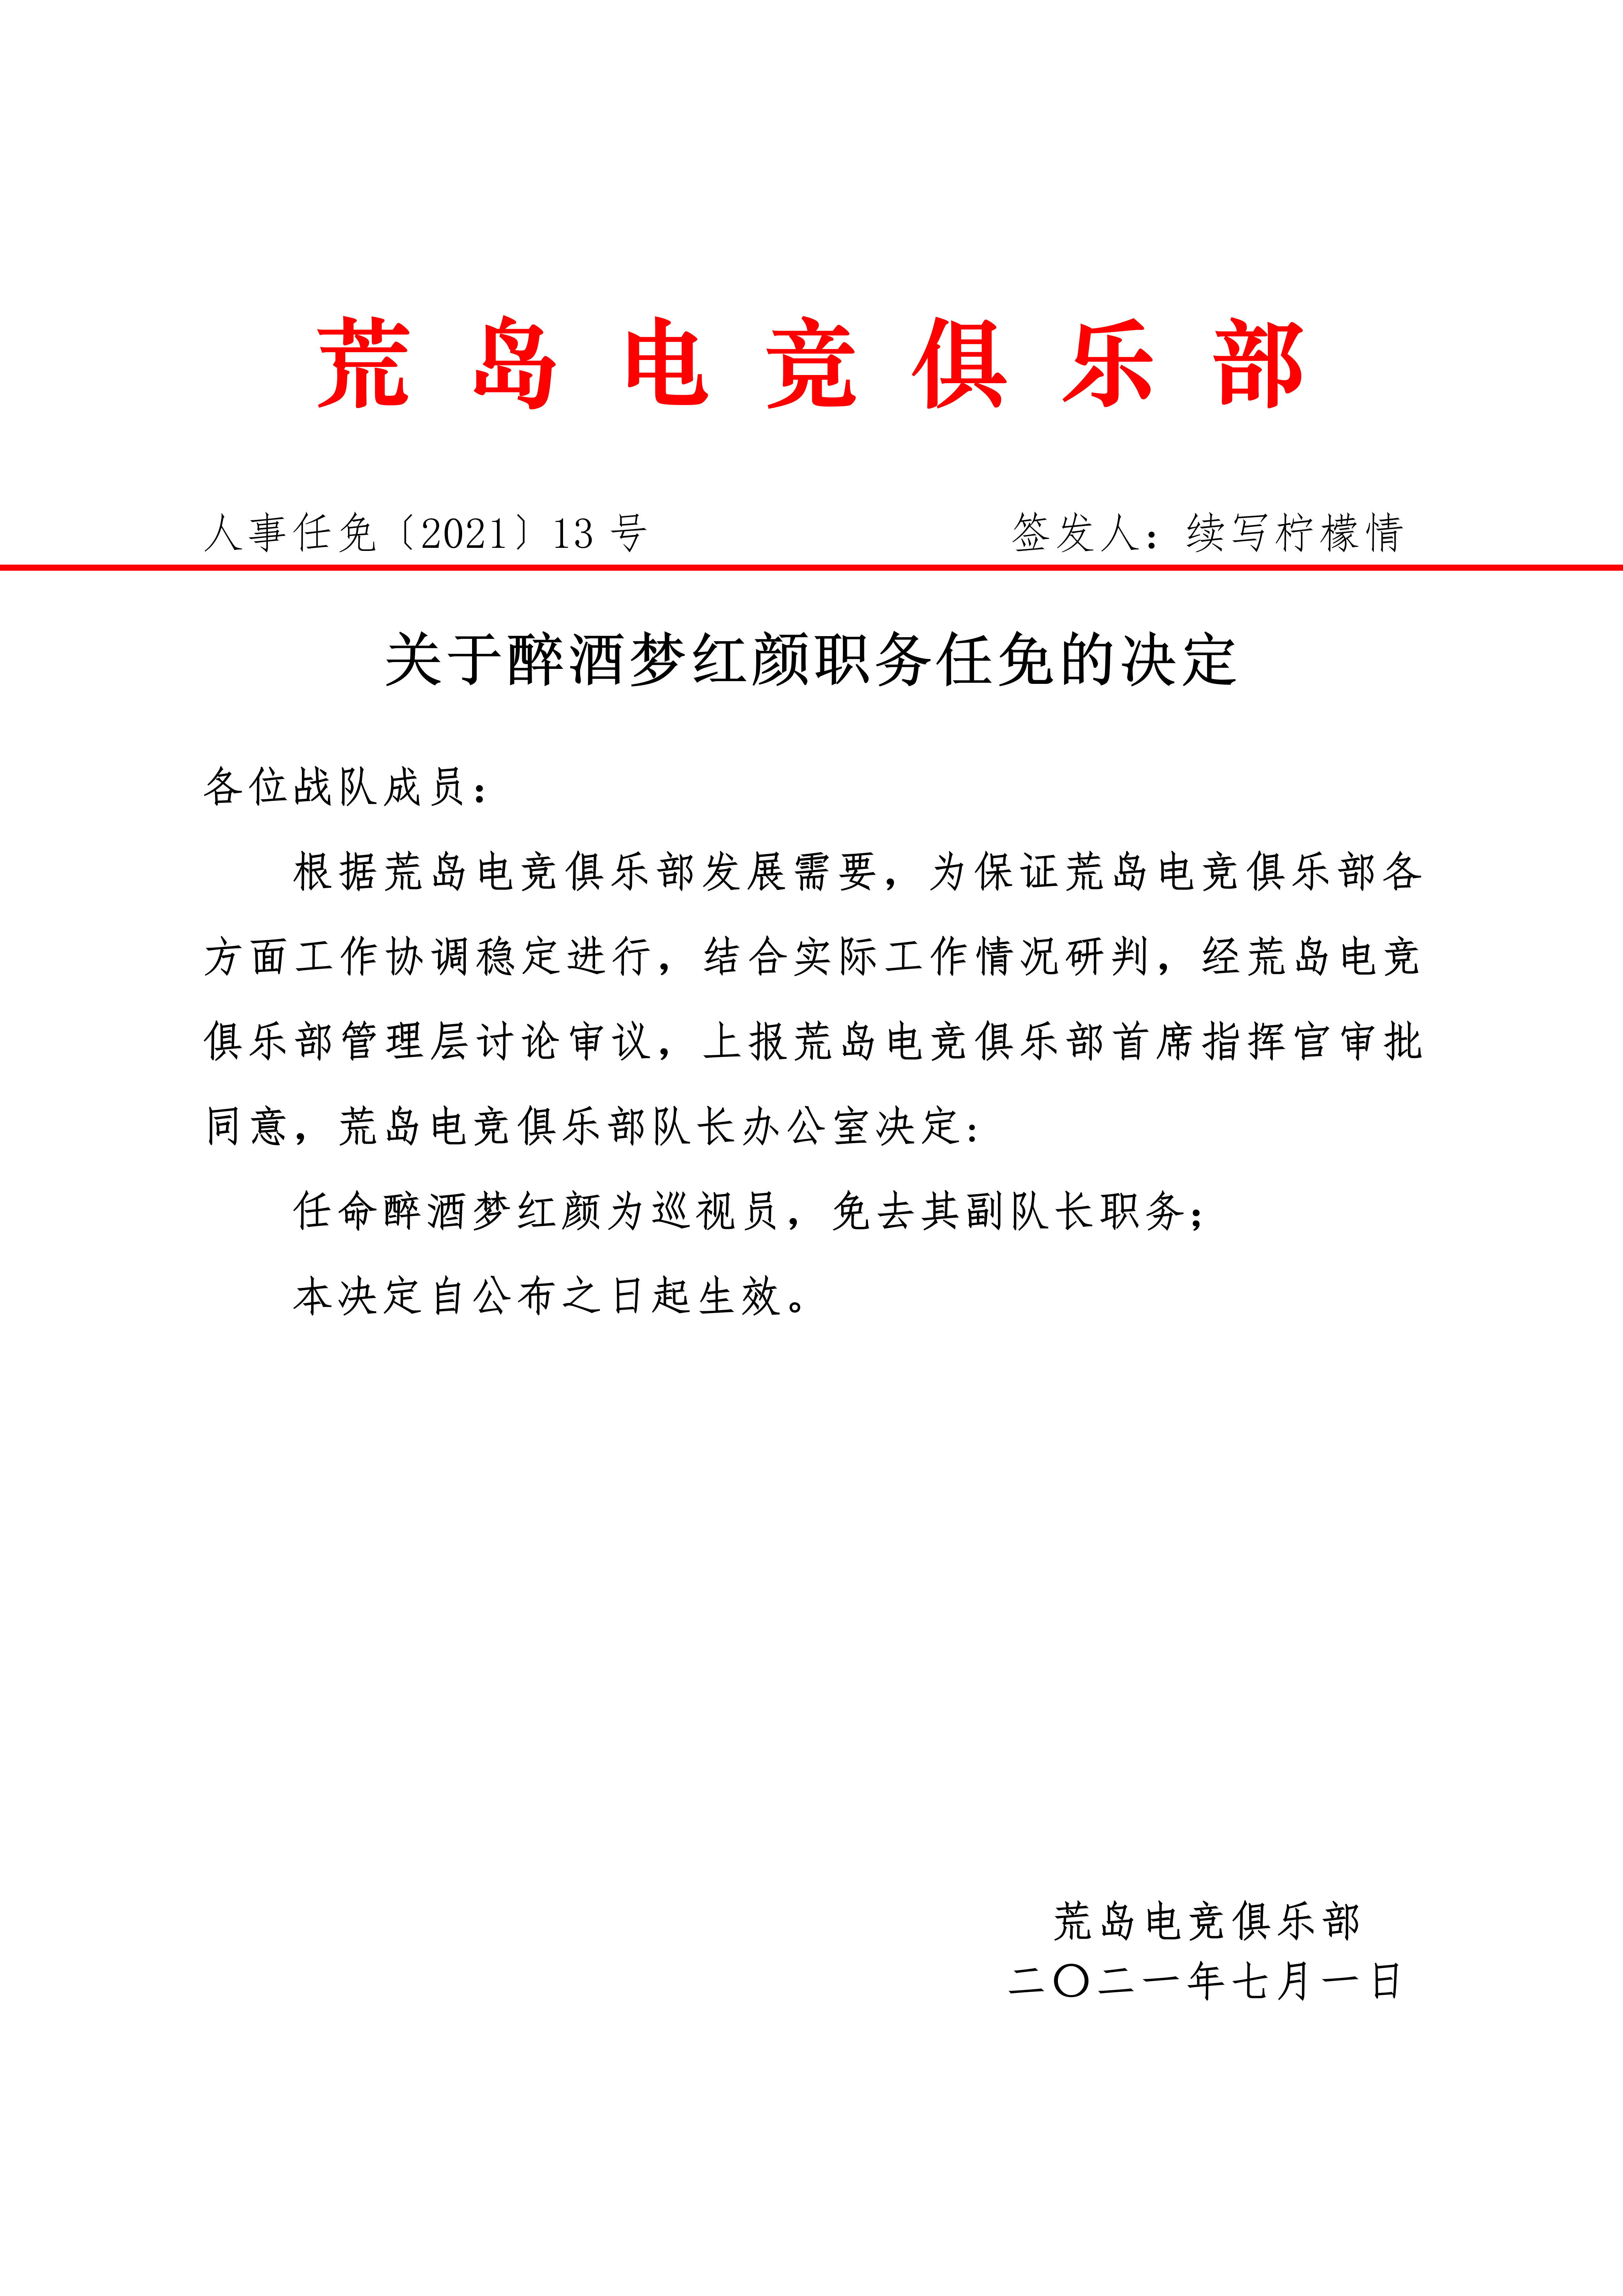 荒岛电竞俱乐部
人事任免〔2021〕13 号 签发人：续写柠檬情
关于醉酒梦红颜职务任免的决定
各位战队成员：
根据荒岛电竞俱乐部发展需要，为保证荒岛电竞俱乐部各
方面工作协调稳定进行，结合实际工作情况研判，经荒岛电竞
俱乐部管理层讨论审议，上报荒岛电竞俱乐部首席指挥官审批
同意，荒岛电竞俱乐部队长办公室决定：
任命醉酒梦红颜为巡视员，免去其副队长职务；
本决定自公布之日起生效。
荒岛电竞俱乐部
二〇二一年七月一日